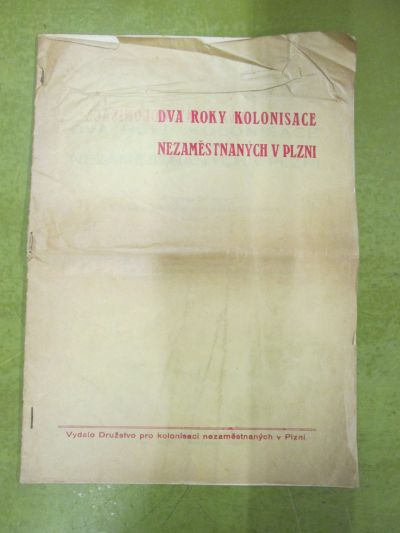 DVA ROKY KOLONISACE
NEZAMĚSTNANÝCH V PLZNI
Vydalo Družstvo pro kolonisaci nezaměstnaných v Plzni.